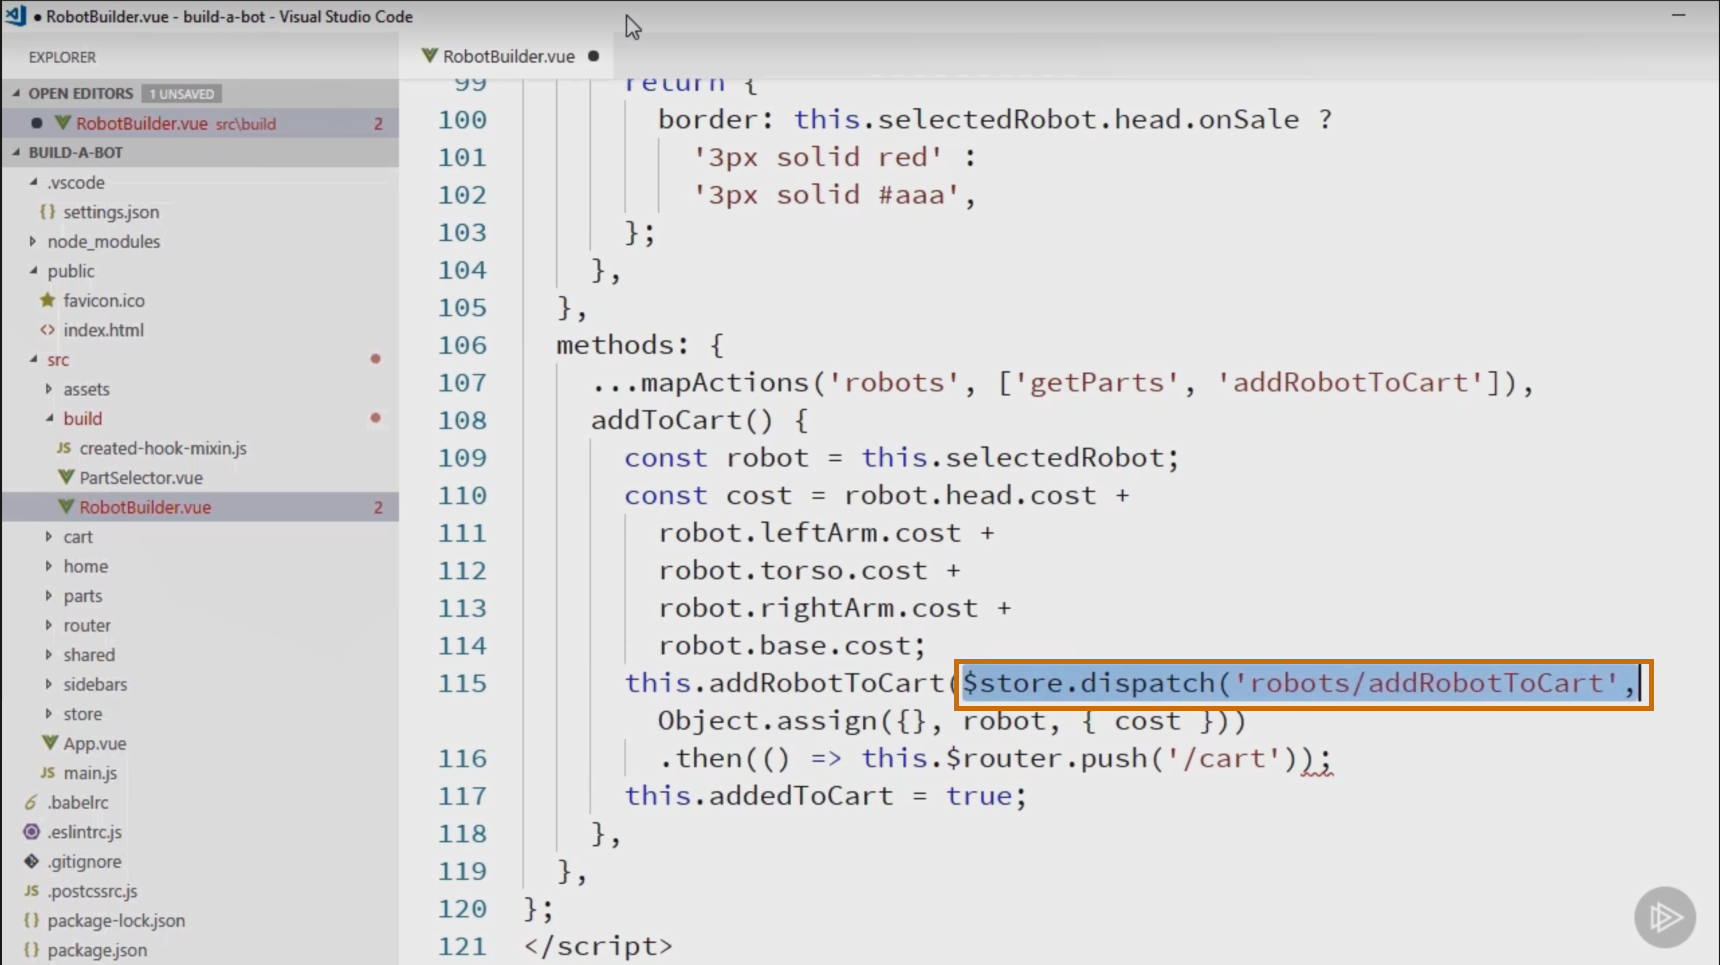 RobotBuilder.vue - build-a-bot - Visual Studio Code
EXPLORER
OPEN EDITORS 1 UNSAVED
RobotBuilder.vue src\build 2
BUILD-A-BOT
.vscode
{} settings.json
node_modules
public
favicon.ico
<> index.html
src
assets
build
JS created-hook-mixin.js
PartSelector.vue
RobotBuilder.vue 2
cart
home
parts
router
shared
sidebars
store
App.vue
JS main.js
6 .babelrc
.eslintrc.js
.gitignore
JS .postcssrc.js
{} package-lock.json
{} package.json
RobotBuilder.vue
99 return {
100 border: this.selectedRobot.head.onSale ?
101 '3px solid red' :
102 '3px solid #aaa',
103 };
104 },
105 },
106 methods: {
107 ...mapActions('robots', ['getParts', 'addRobotToCart']),
108 addToCart() {
109 const robot = this.selectedRobot;
110 const cost = robot.head.cost +
111 robot.leftArm.cost +
112 robot.torso.cost +
113 robot.rightArm.cost +
114 robot.base.cost;
115 this.addRobotToCart($store.dispatch('robots/addRobotToCart',
Object.assign({}, robot, { cost }))
116 .then(() => this.$router.push('/cart'));
117 this.addedToCart = true;
118 },
119 },
120 };
121 </script>